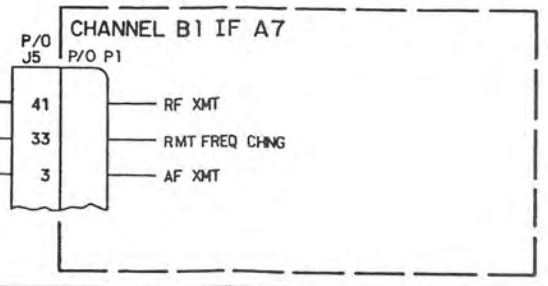 CHANNEL B1 IF A7
P/O
J5
P/O P1
41
RF XMT
33
RMT FREQ CHNG
3
AF XMT